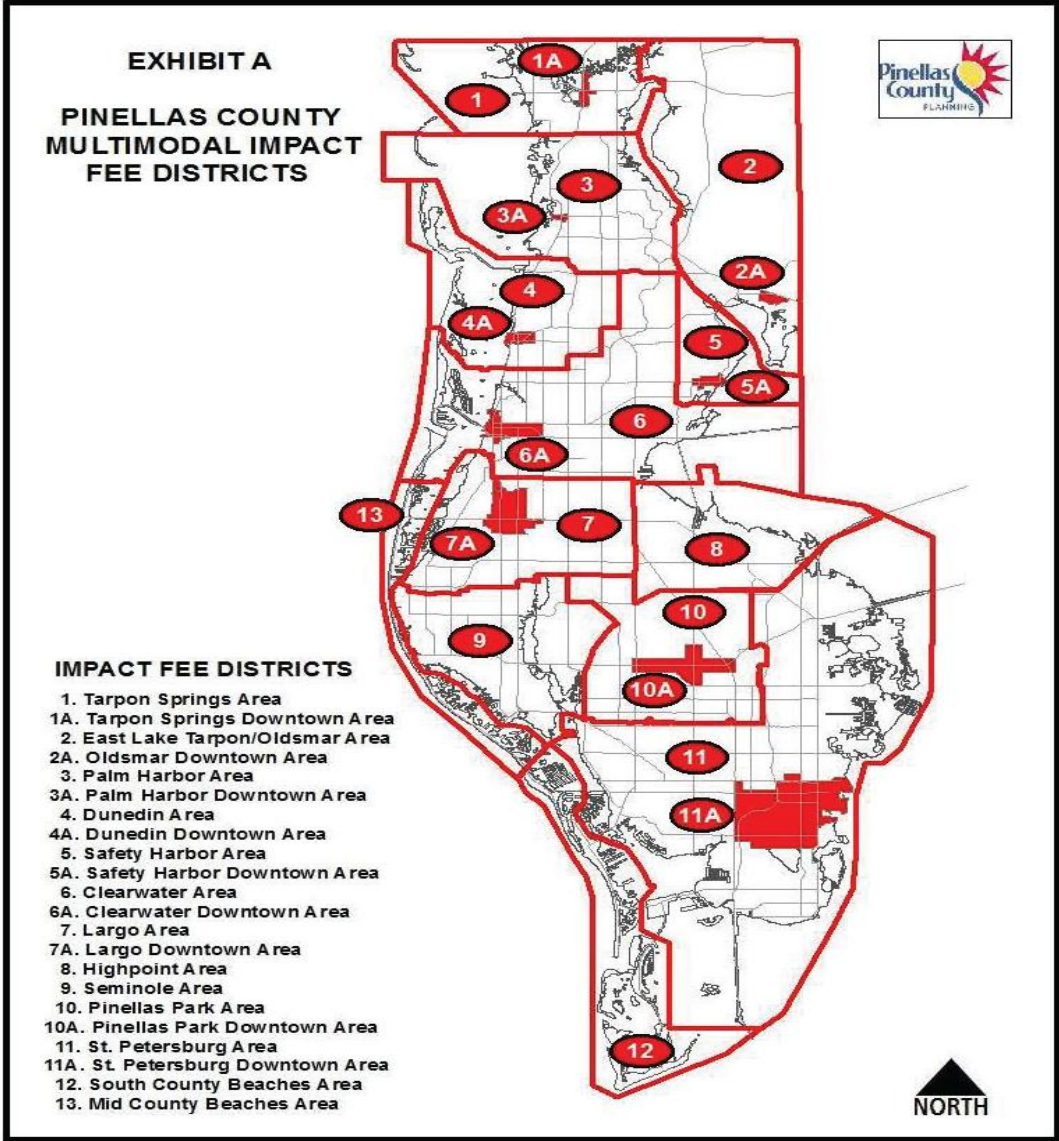 EXHIBIT A
PINELLAS COUNTY
MULTIMODAL IMPACT
FEE DISTRICTS
Pinellas
County
PLANNING
1A
1
2
3
3A
2A
4
4A
5
5A
6
6A
13
7
7A
8
10
9
10A
11
11A
12
IMPACT FEE DISTRICTS
1. Tarpon Springs Area
1A. Tarpon Springs Downtown Area
2. East Lake Tarpon/Oldsmar Area
2A. Oldsmar Downtown Area
3. Palm Harbor Area
3A. Palm Harbor Downtown Area
4. Dunedin Area
4A. Dunedin Downtown Area
5. Safety Harbor Area
5A. Safety Harbor Downtown Area
6. Clearwater Area
6A. Clearwater Downtown Area
7. Largo Area
7A. Largo Downtown Area
8. Highpoint Area
9. Seminole Area
10. Pinellas Park Area
10A. Pinellas Park Downtown Area
11. St. Petersburg Area
11A. St. Petersburg Downtown Area
12. South County Beaches Area
13. Mid County Beaches Area
NORTH